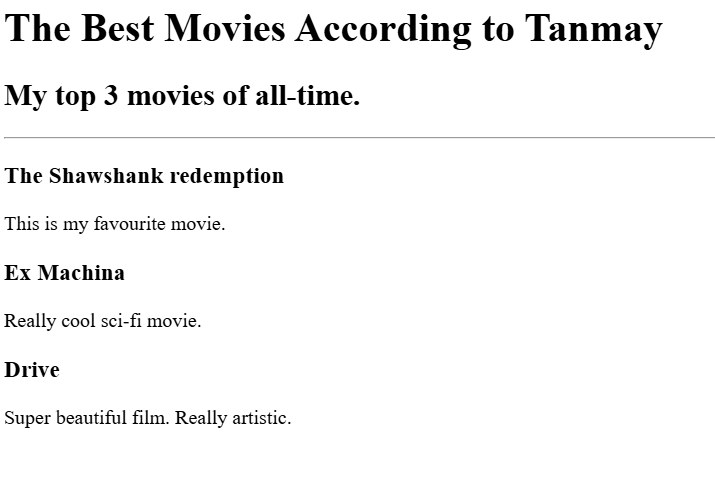 The Best Movies According to Tanmay
My top 3 movies of all-time.
The Shawshank redemption
This is my favourite movie.
Ex Machina
Really cool sci-fi movie.
Drive
Super beautiful film. Really artistic.